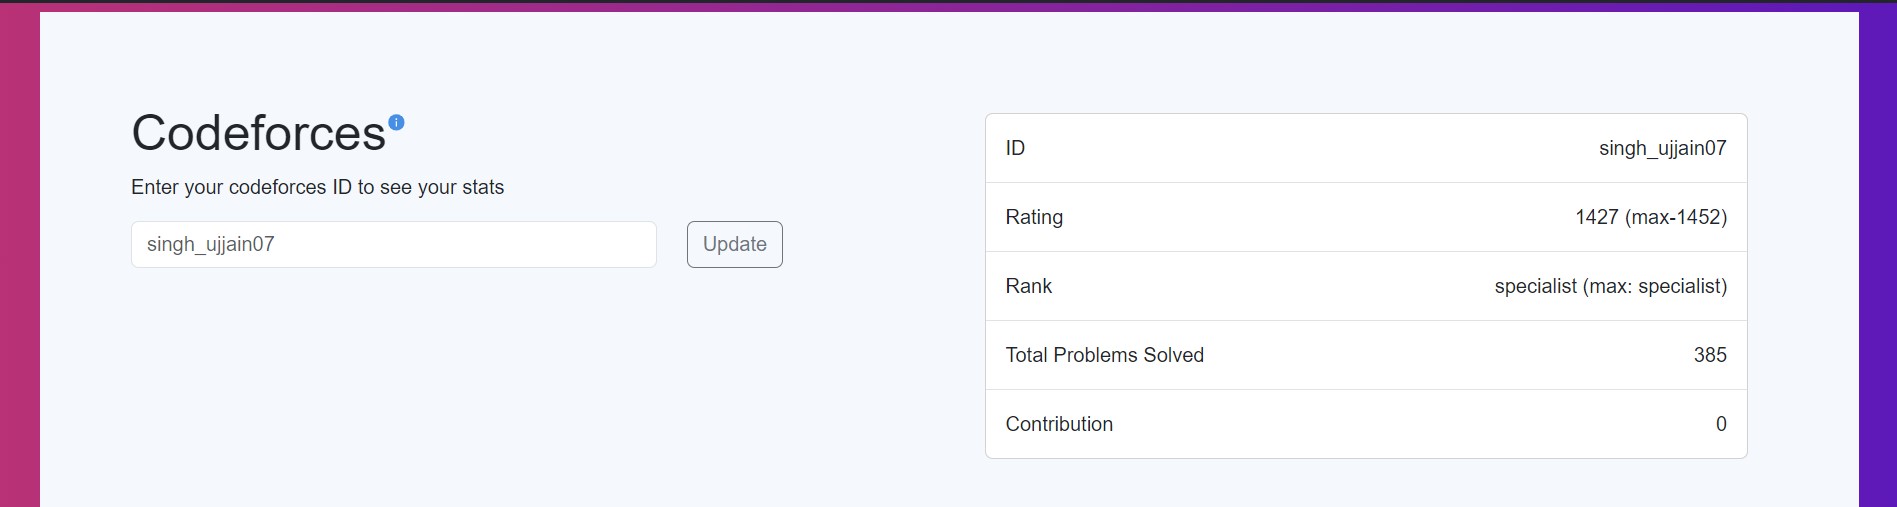 Codeforces
Enter your codeforces ID to see your stats
singh_ujjain07
Update
ID singh_ujjain07
Rating 1427 (max-1452)
Rank specialist (max: specialist)
Total Problems Solved 385
Contribution 0